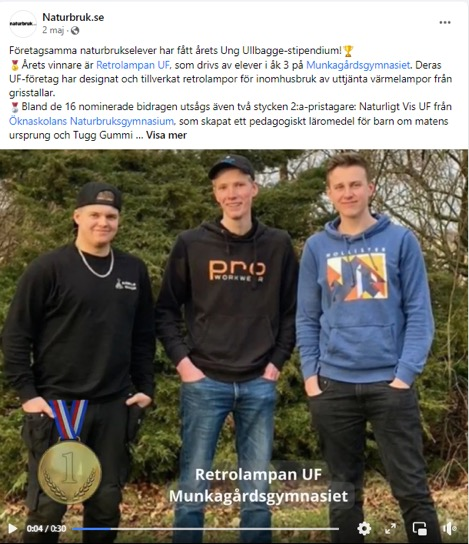 Naturbruk.se
2 maj
Företagsamma naturbrukselever har fått årets Ung Ullbagge-stipendium!🏆
🥇Årets vinnare är Retrolampan UF, som drivs av elever i åk 3 på Munkagårdsgymnasiet. Deras
UF-företag har designat och tillverkat retrolampor för inomhusbruk av uttjänta värmelampor från
grisstallar.
🥈Bland de 16 nominerade bidragen utsågs även två stycken 2:a-pristagare: Naturligt Vis UF från
Öknaskolans Naturbruksgymnasium, som skapat ett pedagogiskt läromedel för barn om matens
ursprung och Tugg Gummi ... Visa mer
pro
WORKWEAR
HOLLISTER
1
Retrolampan UF
Munkagårdsgymnasiet
0:04 / 0:30